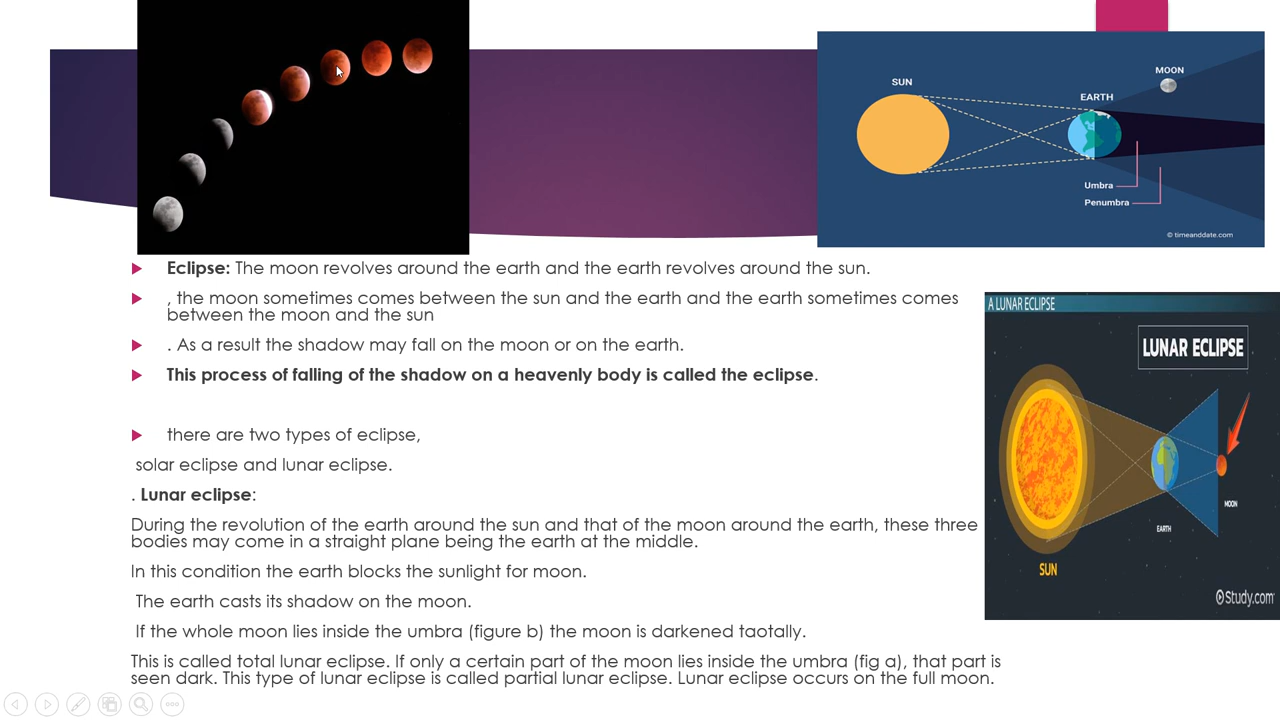 SUN
MOON
EARTH
Umbra
Penumbra
© timeanddate.com
Eclipse: The moon revolves around the earth and the earth revolves around the sun.
, the moon sometimes comes between the sun and the earth and the earth sometimes comes
between the moon and the sun
. As a result the shadow may fall on the moon or on the earth.
This process of falling of the shadow on a heavenly body is called the eclipse.
there are two types of eclipse,
solar eclipse and lunar eclipse.
. Lunar eclipse:
During the revolution of the earth around the sun and that of the moon around the earth, these three
bodies may come in a straight plane being the earth at the middle.
In this condition the earth blocks the sunlight for moon.
The earth casts its shadow on the moon.
If the whole moon lies inside the umbra (figure b) the moon is darkened taotally.
This is called total lunar eclipse. If only a certain part of the moon lies inside the umbra (fig a), that part is
seen dark. This type of lunar eclipse is called partial lunar eclipse. Lunar eclipse occurs on the full moon.
A LUNAR ECLIPSE
LUNAR ECLIPSE
MOON
EARTH
SUN
Study.com